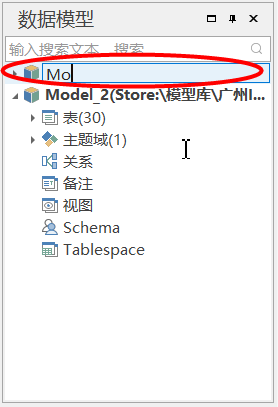 数据模型
输入搜索文本...搜索
Mo
Model_2(Store:\模型库\广州I...
表(30)
主题域(1)
关系
备注
视图
Schema
Tablespace